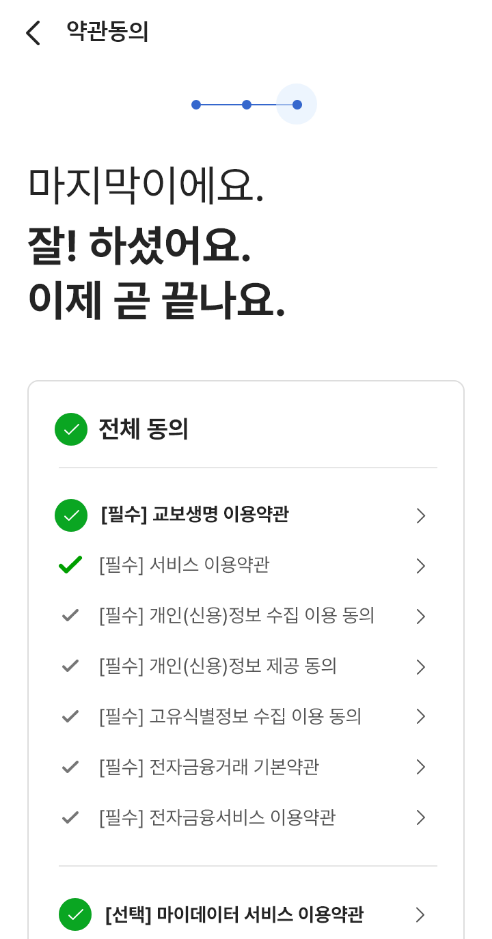 약관동의
마지막이에요.
잘! 하셨어요.
이제 곧 끝나요.
전체 동의
[필수] 교보생명 이용약관
[필수] 서비스 이용약관
[필수] 개인(신용)정보 수집 이용 동의
[필수] 개인(신용)정보 제공 동의
[필수] 고유식별정보 수집 이용 동의
[필수] 전자금융거래 기본약관
[필수] 전자금융서비스 이용약관
[선택] 마이데이터 서비스 이용약관